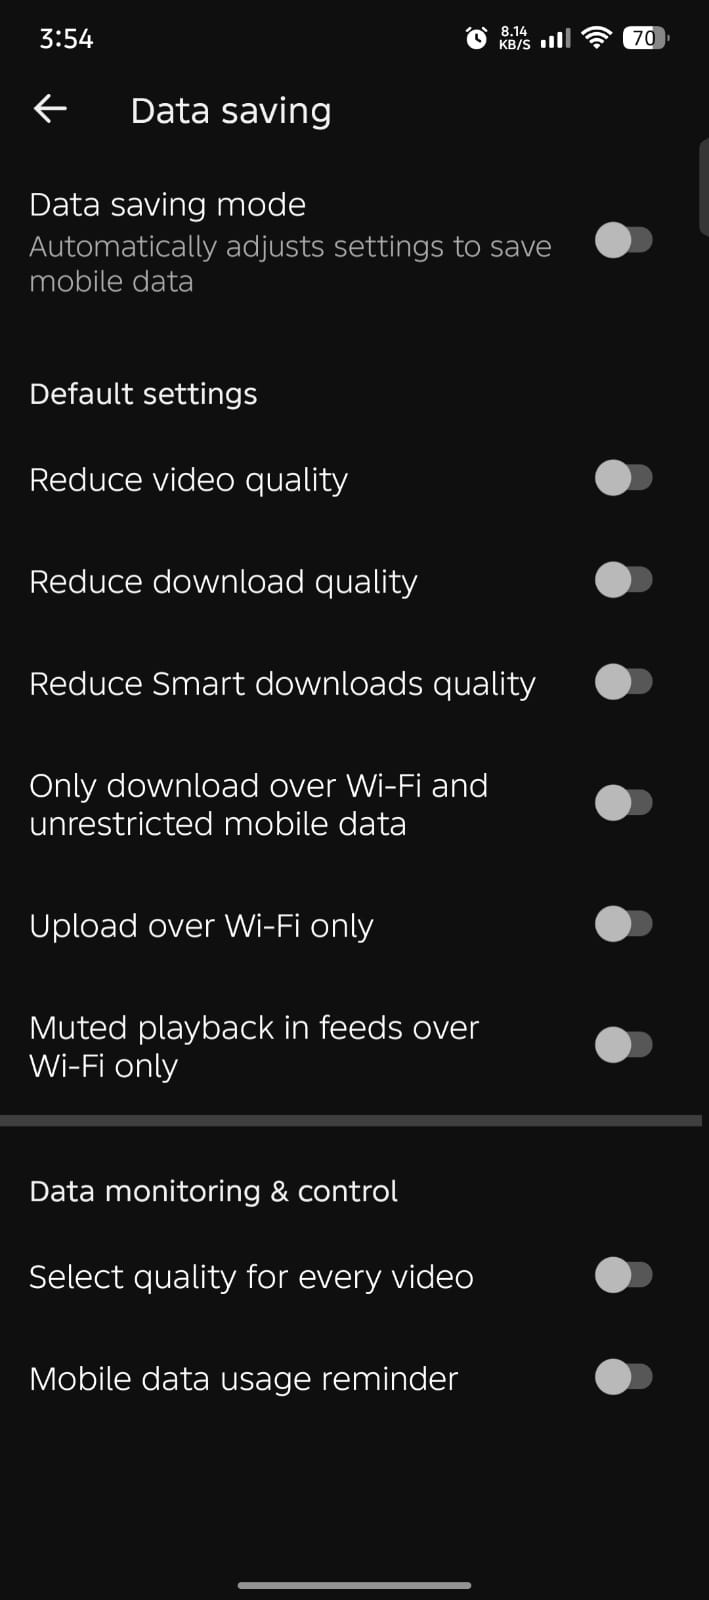 3:54
8.14
KB/S
70
Data saving
Data saving mode
Automatically adjusts settings to save
mobile data
Default settings
Reduce video quality
Reduce download quality
Reduce Smart downloads quality
Only download over Wi-Fi and
unrestricted mobile data
Upload over Wi-Fi only
Muted playback in feeds over
Wi-Fi only
Data monitoring & control
Select quality for every video
Mobile data usage reminder